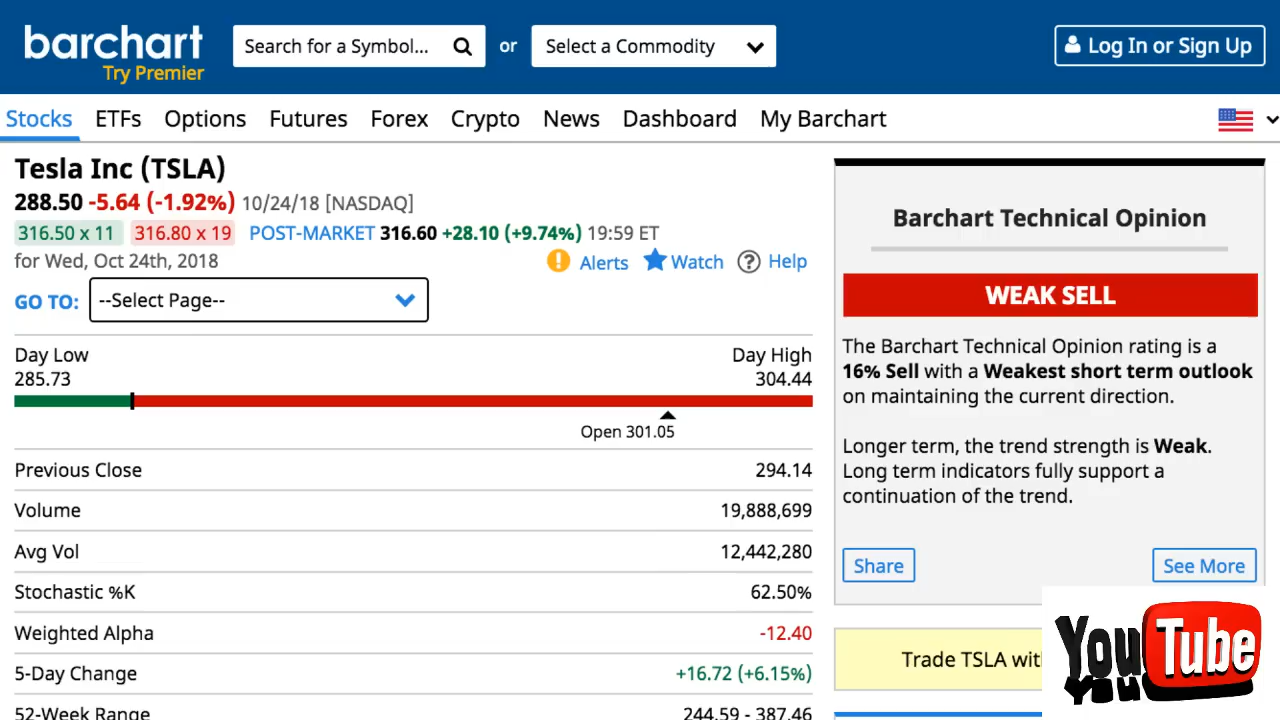 barchart
Try Premier
Search for a Symbol...
or
Select a Commodity
Log In or Sign Up
Stocks ETFs Options Futures Forex Crypto News Dashboard My Barchart
Tesla Inc (TSLA)
288.50 -5.64 (-1.92%) 10/24/18 [NASDAQ]
316.50 x 11 316.80 x 19 POST-MARKET 316.60 +28.10 (+9.74%) 19:59 ET
for Wed, Oct 24th, 2018
Alerts Watch Help
GO TO: --Select Page--
Day Low Day High
285.73 304.44
Open 301.05
Previous Close 294.14
Volume 19,888,699
Avg Vol 12,442,280
Stochastic %K 62.50%
Weighted Alpha -12.40
5-Day Change +16.72 (+6.15%)
52-Week Range 244.59 - 387.46
Barchart Technical Opinion
WEAK SELL
The Barchart Technical Opinion rating is a
16% Sell with a Weakest short term outlook
on maintaining the current direction.
Longer term, the trend strength is Weak.
Long term indicators fully support a
continuation of the trend.
Share See More
Trade TSLA with
YouTube